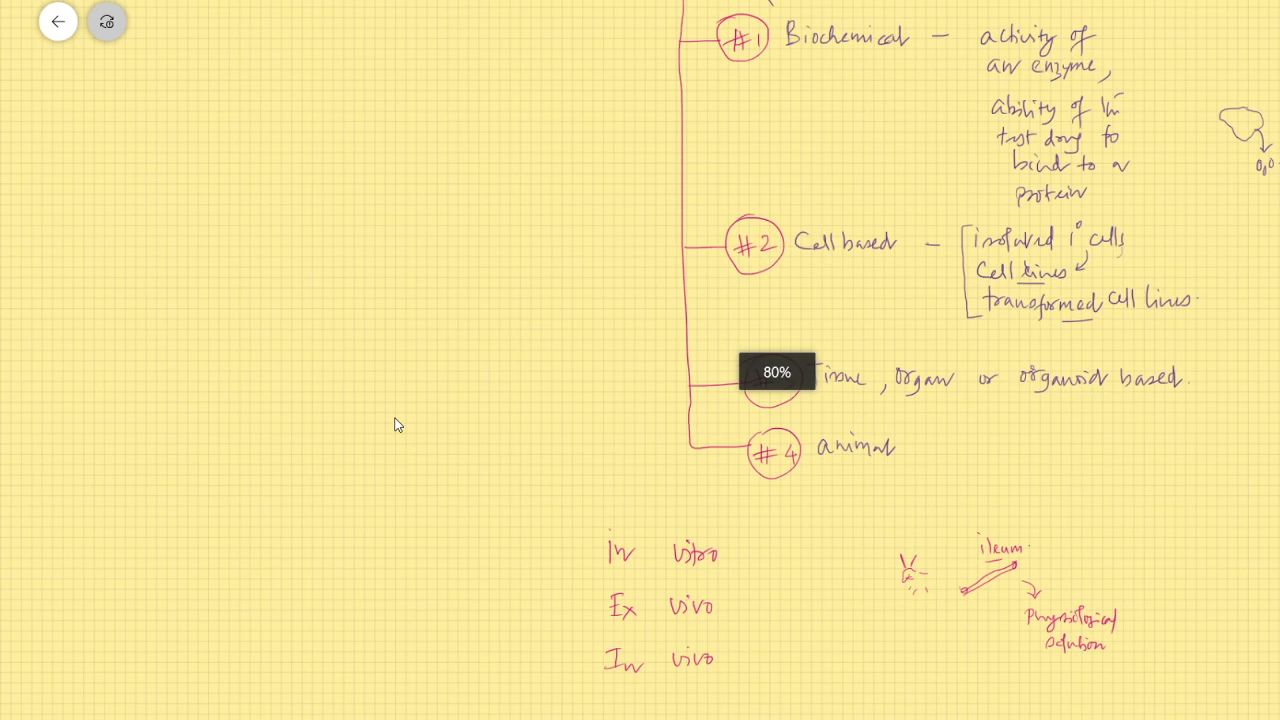 #1 Biochemical - activity of
an enzyme,
ability of the
test drug to
bind to a
protein
#2 Cell based - isolated 1° cells
Cell lines
transformed cell lines.
80%
Tissue, organ or organoid based.
#4 animal
In vitro
Ex vivo
In vivo
ileum.
Physiological
solution